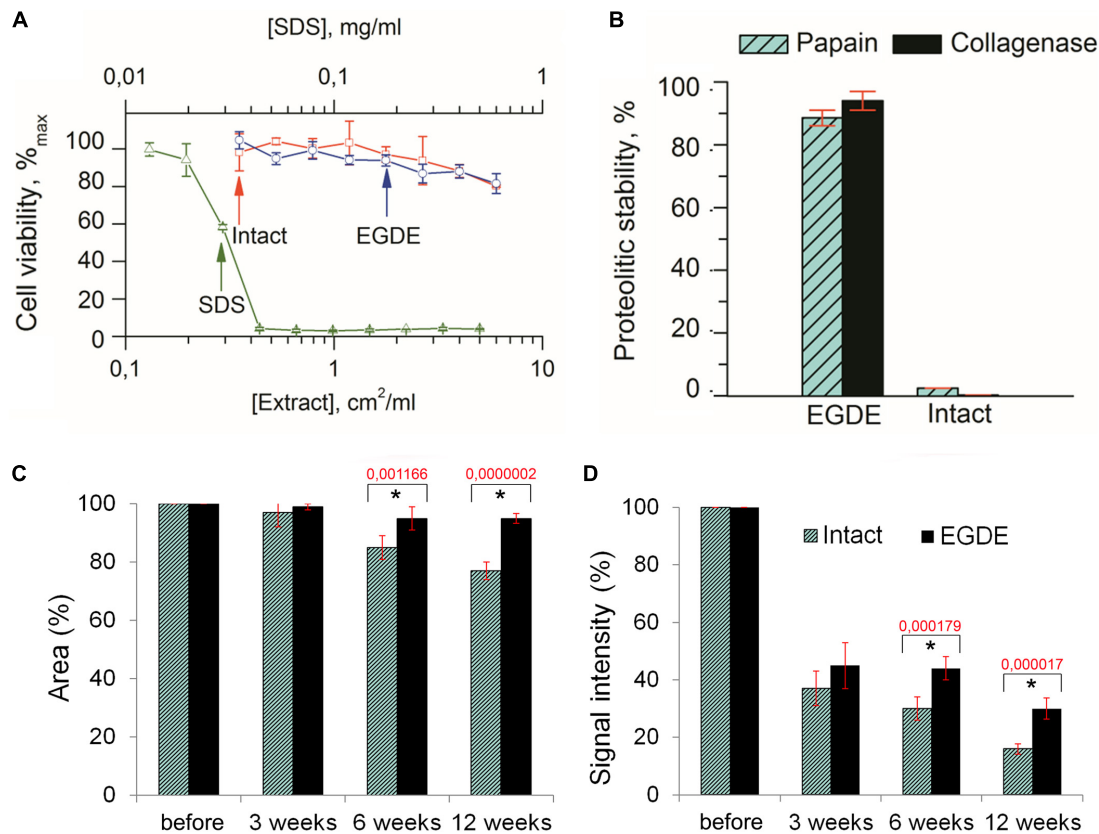 A
[SDS], mg/ml
0,01 0,1 1
Cell viability, %max
100
80
60
40
20
0
Intact
EGDE
SDS
0,1 1 10
[Extract], cm²/ml
B
Papain Collagenase
Proteolitic stability, %
100
80
60
40
20
0
EGDE Intact
C
Area (%)
100
80
60
40
20
0
0,001166 0,0000002
* *
before 3 weeks 6 weeks 12 weeks
D
Signal intensity (%)
100
80
60
40
20
0
Intact EGDE
0,000179
*
0,000017
*
before 3 weeks 6 weeks 12 weeks